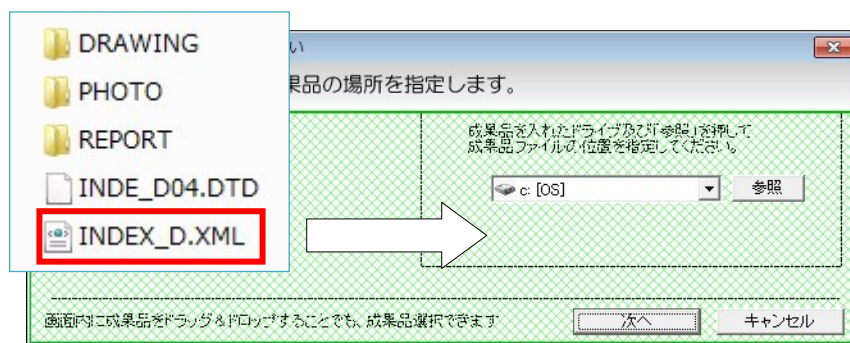 DRAWING
PHOTO
REPORT
INDE_D04.DTD
INDEX_D.XML
い
果品の場所を指定します。
成果品を入れたドライブ及び「参照」を押して
成果品ファイルの位置を指定してください。
c: [OS]
参照
画面内に成果品をドラッグ&ドロップすることでも、成果品選択できます
次へ
キャンセル